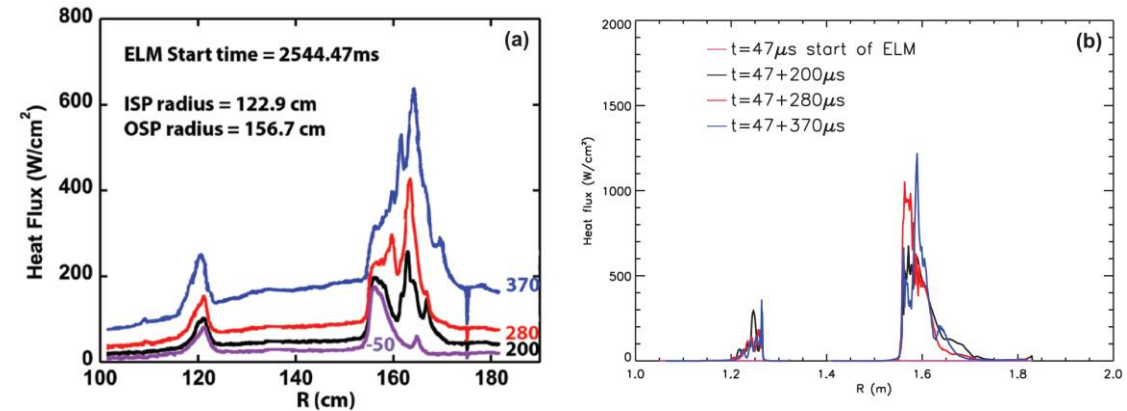 800
600
400
200
0
Heat Flux (W/cm²)
(a)
ELM Start time = 2544.47ms
ISP radius = 122.9 cm
OSP radius = 156.7 cm
370
280
200
-50
101
120
140
160
180
R (cm)
2000
1500
1000
500
0
Heat flux (W/cm²)
(b)
t=47μs start of ELM
t=47+200μs
t=47+280μs
t=47+370μs
1.0
1.2
1.4
1.6
1.8
2.0
R (m)